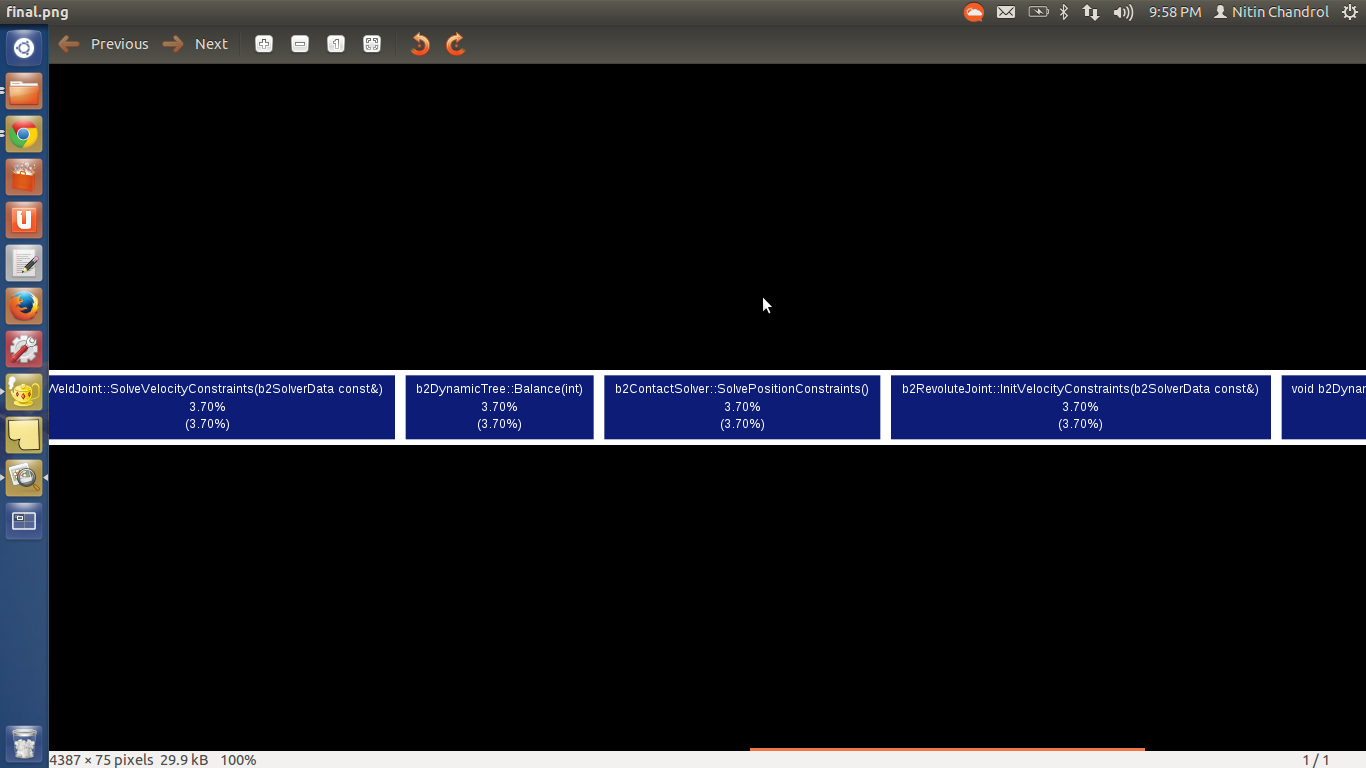 final.png
9:58 PM Nitin Chandrol
Previous Next
WeldJoint::SolveVelocityConstraints(b2SolverData const&)
3.70%
(3.70%)
b2DynamicTree::Balance(int)
3.70%
(3.70%)
b2ContactSolver::SolvePositionConstraints()
3.70%
(3.70%)
b2RevoluteJoint::InitVelocityConstraints(b2SolverData const&)
3.70%
(3.70%)
void b2Dynan
4387 × 75 pixels 29.9 kB 100%
1 / 1